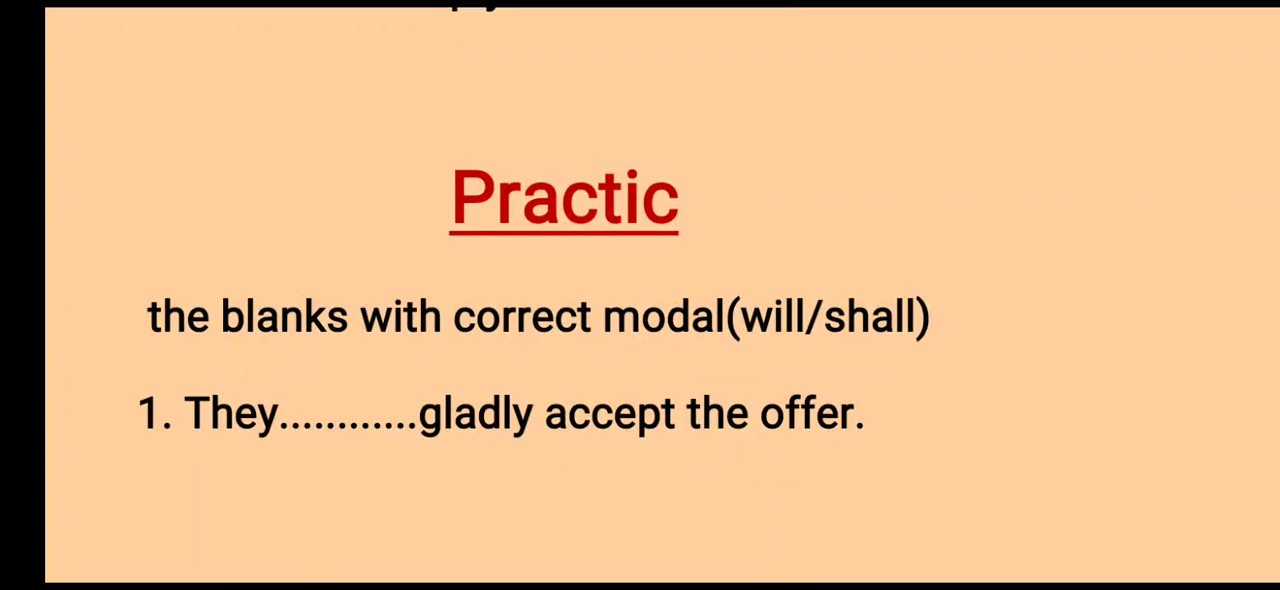 Practic
the blanks with correct modal(will/shall)
1. They............gladly accept the offer.